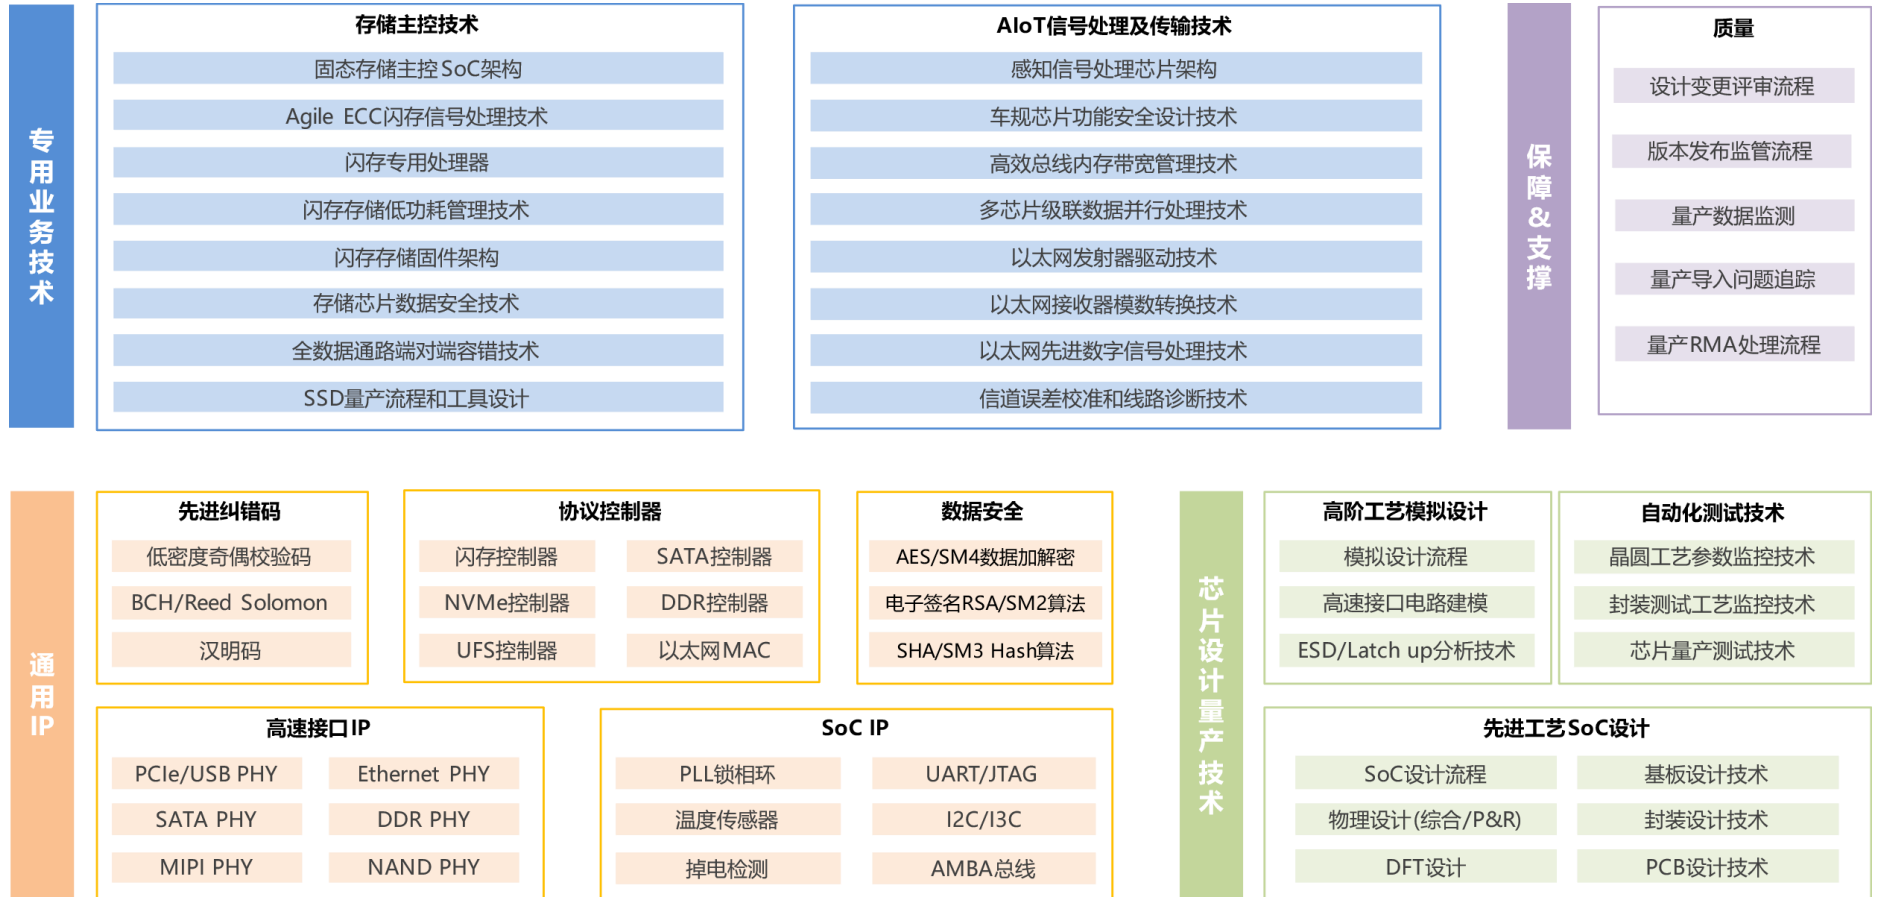 专用业务技术
存储主控技术
固态存储主控SoC架构
Agile ECC闪存信号处理技术
闪存专用处理器
闪存存储低功耗管理技术
闪存存储固件架构
存储芯片数据安全技术
全数据通路端对端容错技术
SSD量产流程和工具设计
AIoT信号处理及传输技术
感知信号处理芯片架构
车规芯片功能安全设计技术
高效总线内存带宽管理技术
多芯片级联数据并行处理技术
以太网发射器驱动技术
以太网接收器模数转换技术
以太网先进数字信号处理技术
信道误差校准和线路诊断技术
保障&支撑
质量
设计变更评审流程
版本发布监管流程
量产数据监测
量产导入问题追踪
量产RMA处理流程
通用IP
先进纠错码
低密度奇偶校验码
BCH/Reed Solomon
汉明码
协议控制器
闪存控制器
SATA控制器
NVMe控制器
DDR控制器
UFS控制器
以太网MAC
数据安全
AES/SM4数据加解密
电子签名RSA/SM2算法
SHA/SM3 Hash算法
高速接口IP
PCIe/USB PHY
Ethernet PHY
SATA PHY
DDR PHY
MIPI PHY
NAND PHY
SoC IP
PLL锁相环
UART/JTAG
温度传感器
I2C/I3C
掉电检测
AMBA总线
芯片设计量产技术
高阶工艺模拟设计
模拟设计流程
高速接口电路建模
ESD/Latch up分析技术
自动化测试技术
晶圆工艺参数监控技术
封装测试工艺监控技术
芯片量产测试技术
先进工艺SoC设计
SoC设计流程
基板设计技术
物理设计(综合/P&R)
封装设计技术
DFT设计
PCB设计技术